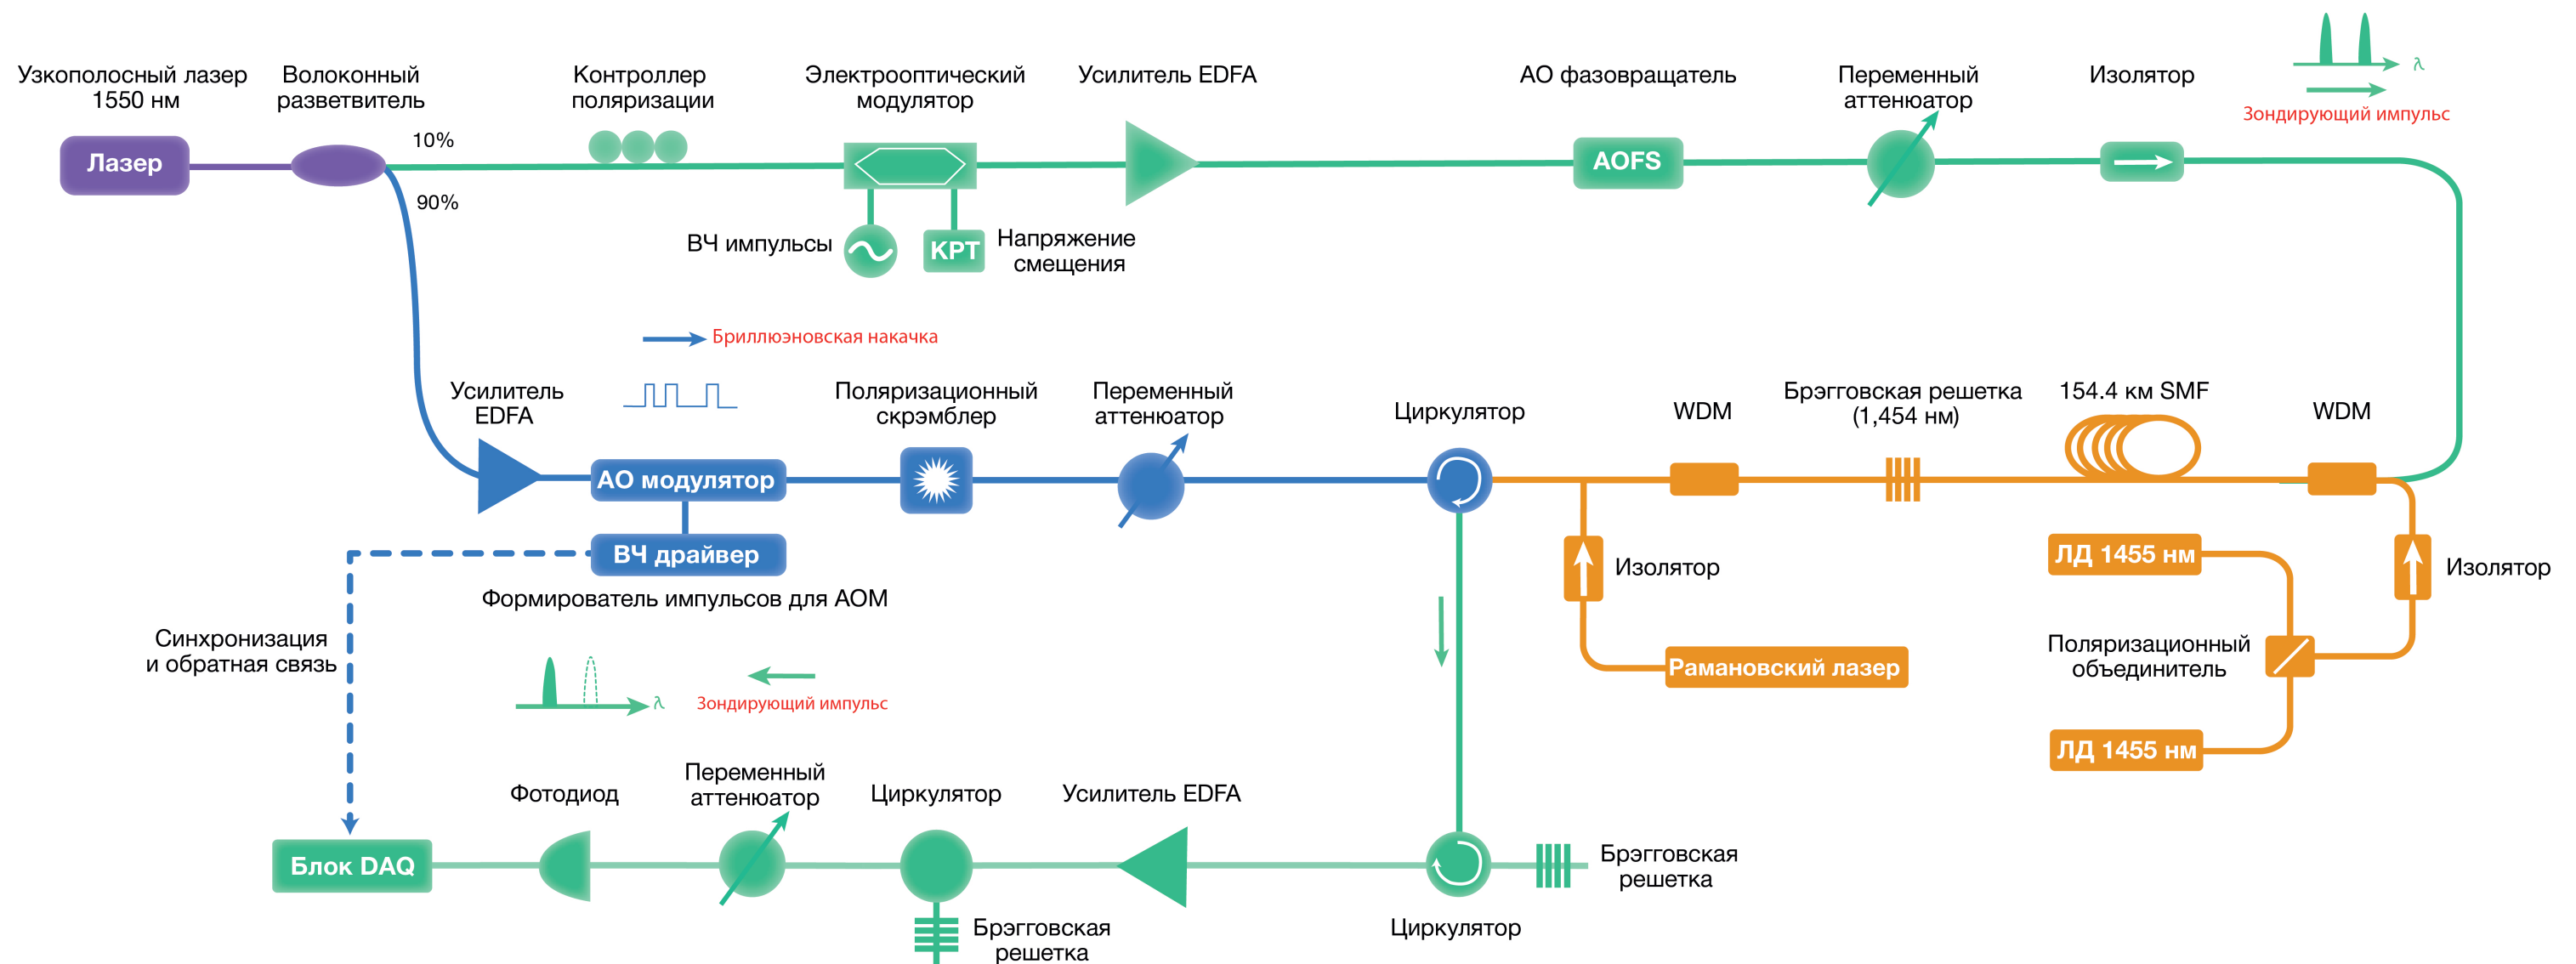 Узкополосный лазер
1550 нм
Волоконный
разветвитель
Контроллер
поляризации
Электрооптический
модулятор
Усилитель EDFA
АО фазовращатель
Переменный
аттенюатор
Изолятор
λ
Зондирующий импульс
10%
Лазер
AOFS
90%
ВЧ импульсы
КРТ
Напряжение
смещения
Бриллюэновская накачка
Усилитель
EDFA
Поляризационный
скрэмблер
Переменный
аттенюатор
Циркулятор
WDM
Брэгговская решетка
(1,454 нм)
154.4 км SMF
WDM
АО модулятор
ВЧ драйвер
Формирователь импульсов для АОМ
Изолятор
ЛД 1455 нм
Изолятор
Синхронизация
и обратная связь
Рамановский лазер
Поляризационный
объединитель
λ
Зондирующий импульс
ЛД 1455 нм
Фотодиод
Переменный
аттенюатор
Циркулятор
Усилитель EDFA
Блок DAQ
Брэгговская
решетка
Брэгговская
решетка
Циркулятор